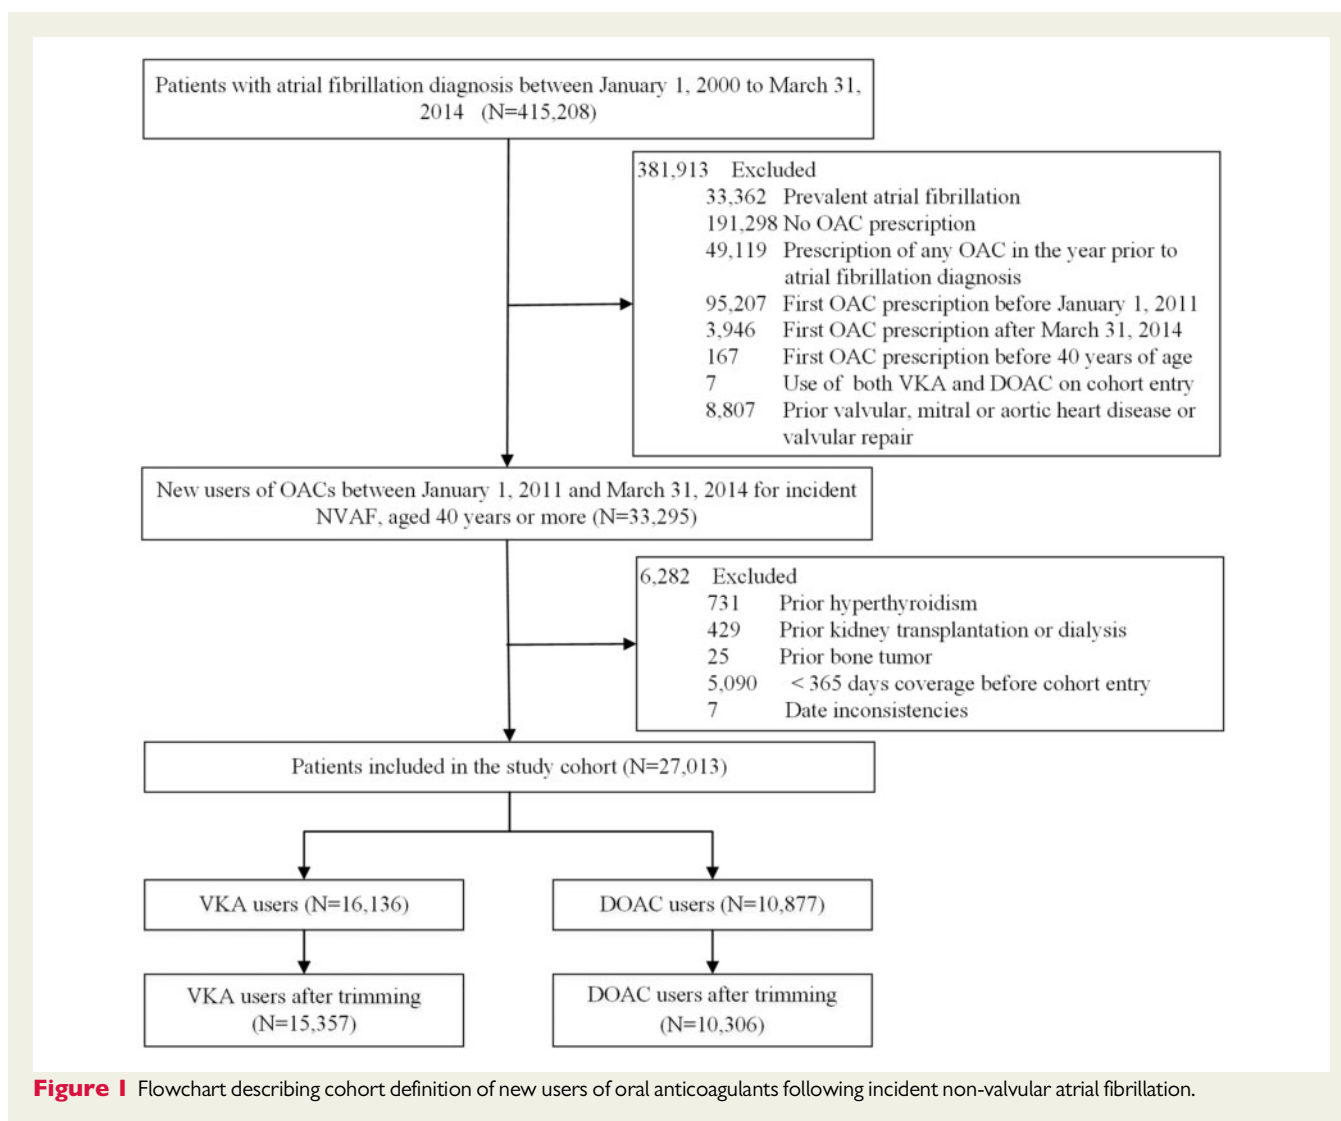 Patients with atrial fibrillation diagnosis between January 1, 2000 to March 31,
2014 (N=415,208)
381,913 Excluded
33,362 Prevalent atrial fibrillation
191,298 No OAC prescription
49,119 Prescription of any OAC in the year prior to
atrial fibrillation diagnosis
95,207 First OAC prescription before January 1, 2011
3,946 First OAC prescription after March 31, 2014
167 First OAC prescription before 40 years of age
7 Use of both VKA and DOAC on cohort entry
8,807 Prior valvular, mitral or aortic heart disease or
valvular repair
New users of OACs between January 1, 2011 and March 31, 2014 for incident
NVAF, aged 40 years or more (N=33,295)
6,282 Excluded
731 Prior hyperthyroidism
429 Prior kidney transplantation or dialysis
25 Prior bone tumor
5,090 < 365 days coverage before cohort entry
7 Date inconsistencies
Patients included in the study cohort (N=27,013)
VKA users (N=16,136)
DOAC users (N=10,877)
VKA users after trimming
(N=15,357)
DOAC users after trimming
(N=10,306)
Figure 1 Flowchart describing cohort definition of new users of oral anticoagulants following incident non-valvular atrial fibrillation.